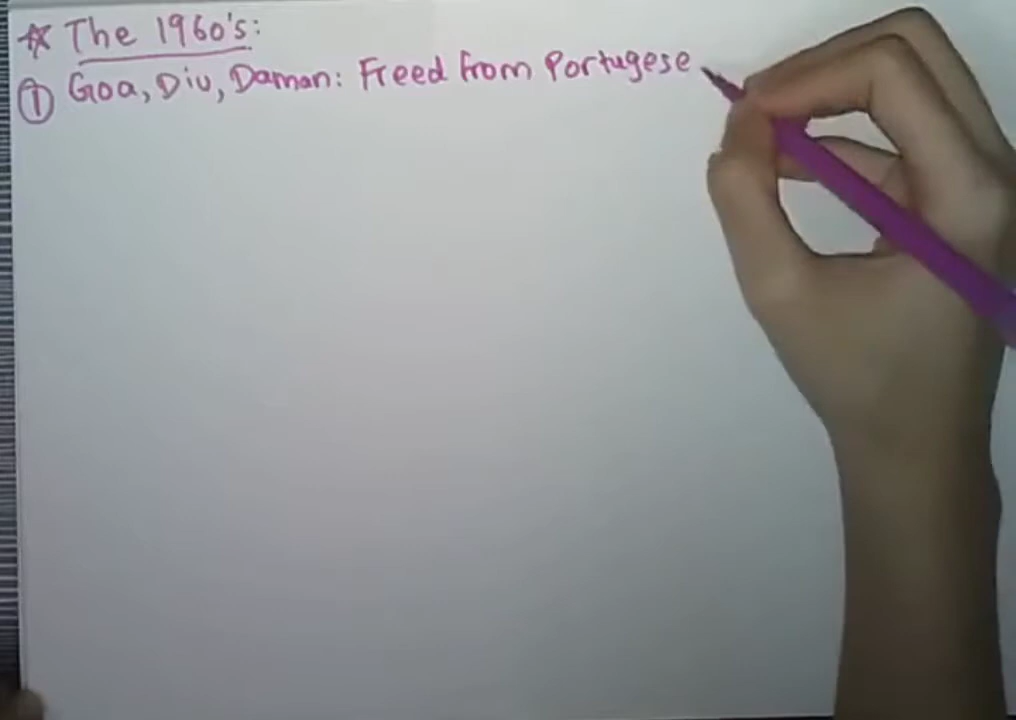 ☆ The 1960's:
① Goa, Diu, Daman: Freed from Portugese